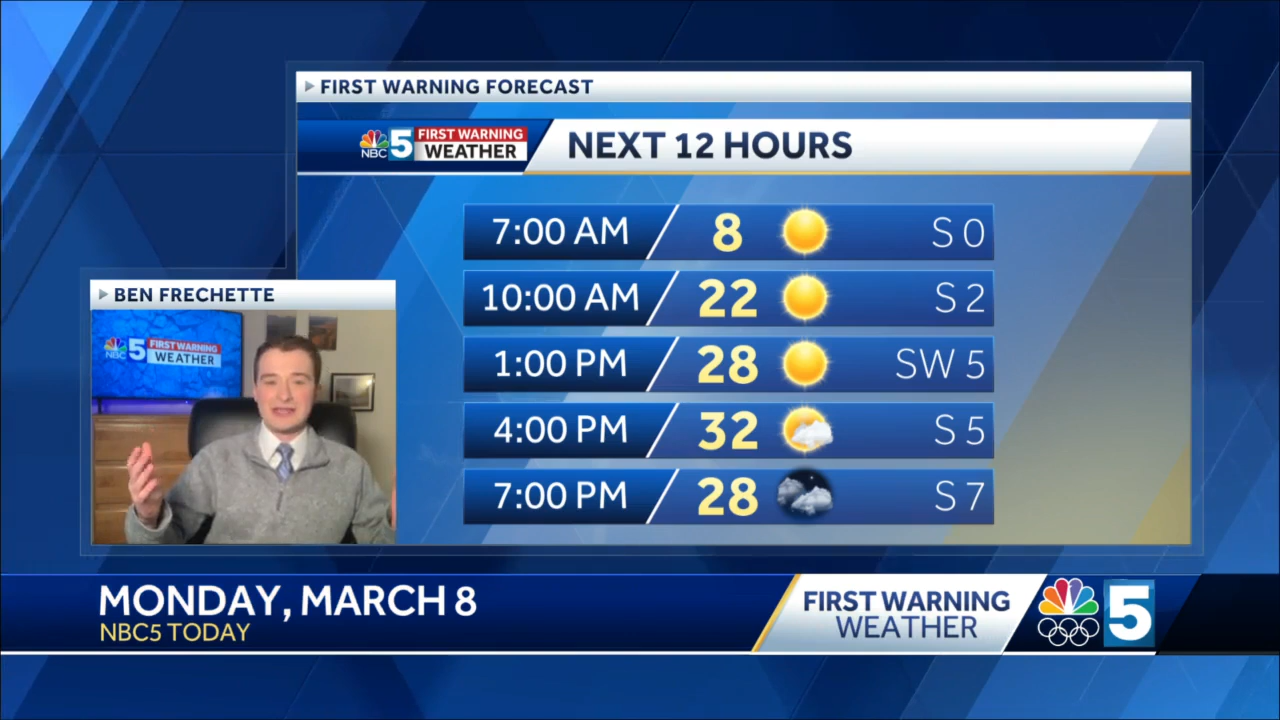 FIRST WARNING FORECAST
NBC 5 FIRST WARNING
WEATHER
NEXT 12 HOURS
7:00 AM 8 S 0
10:00 AM 22 S 2
1:00 PM 28 SW 5
4:00 PM 32 S 5
7:00 PM 28 S 7
BEN FRECHETTE
NBC 5 FIRST WARNING
WEATHER
MONDAY, MARCH 8
NBC5 TODAY
FIRST WARNING
WEATHER
5